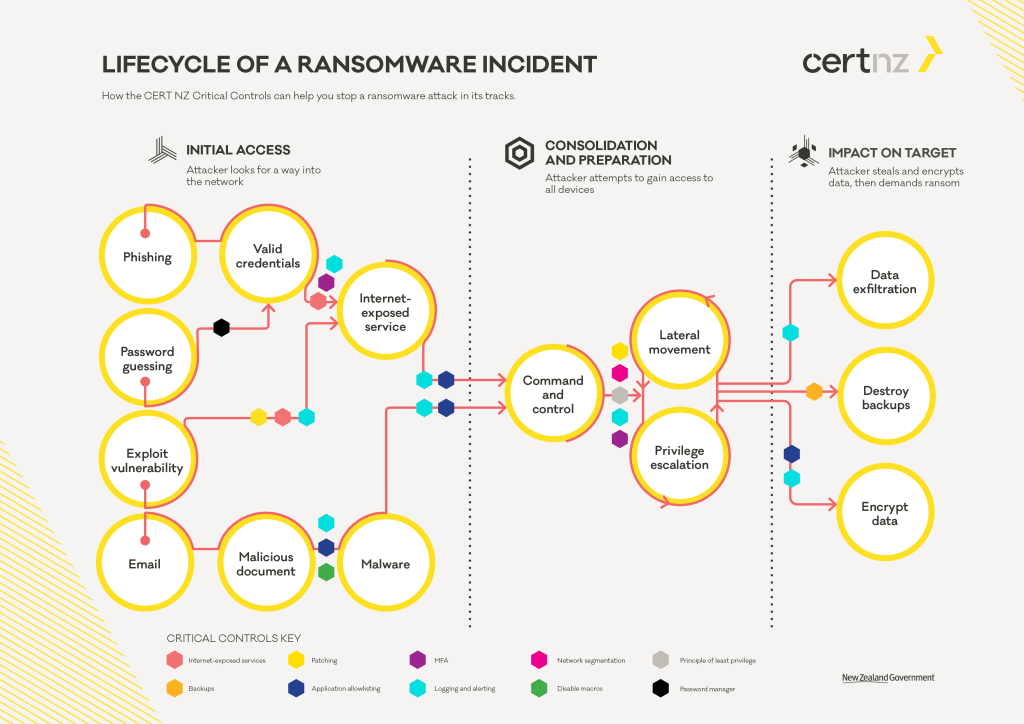 LIFECYCLE OF A RANSOMWARE INCIDENT
certnz
How the CERT NZ Critical Controls can help you stop a ransomware attack in its tracks.
INITIAL ACCESS
Attacker looks for a way into
the network
CONSOLIDATION
AND PREPARATION
Attacker attempts to gain access to
all devices
IMPACT ON TARGET
Attacker steals and encrypts
data, then demands ransom
Phishing
Valid
credentials
Internet-
exposed
service
Password
guessing
Exploit
vulnerability
Email
Malicious
document
Malware
Command
and
control
Lateral
movement
Privilege
escalation
Data
exfiltration
Destroy
backups
Encrypt
data
CRITICAL CONTROLS KEY
Internet-exposed services
Patching
MFA
Network segmentation
Principle of least privilege
Backups
Application allowlisting
Logging and alerting
Disable macros
Password manager
New Zealand Government